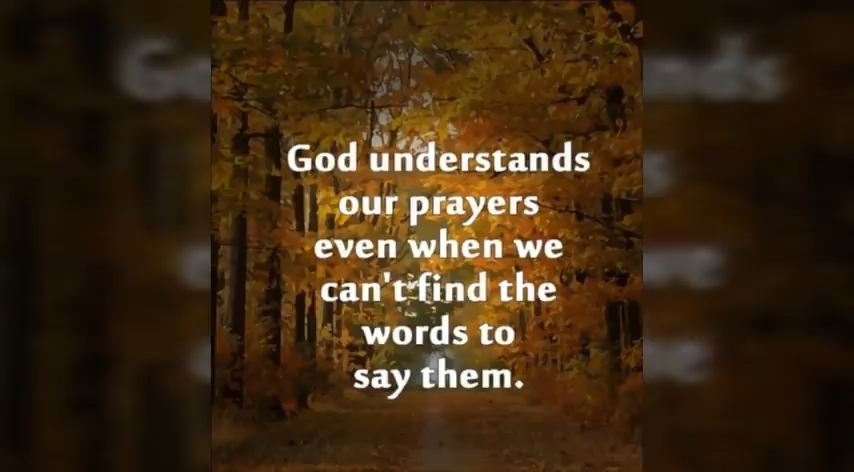 God understands
our prayers
even when we
can't find the
words to
say them.